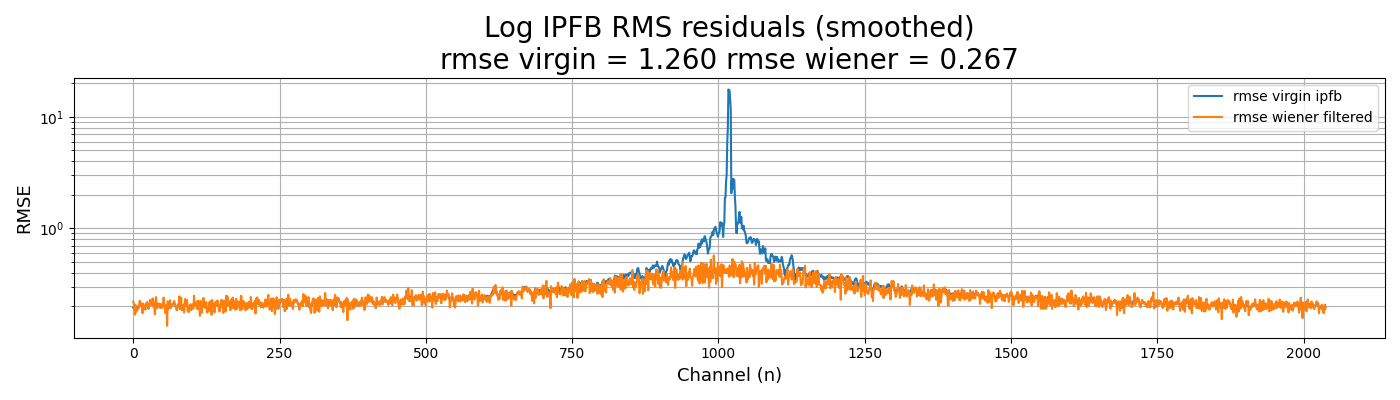 Log IPFB RMS residuals (smoothed)
rmse virgin = 1.260 rmse wiener = 0.267
rmse virgin ipfb
rmse wiener filtered
RMSE
10¹
10⁰
0 250 500 750 1000 1250 1500 1750 2000
Channel (n)